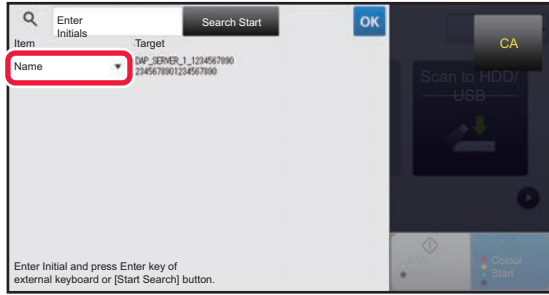 Enter
Initials
Search Start
OK
CA
Item
Target
Name
DAP_SERVER_1_1234567890
2345678901234567890
Scan to HDD/
USB
B/W
Colour
Start
Enter Initial and press Enter key of
external keyboard or [Start Search] button.